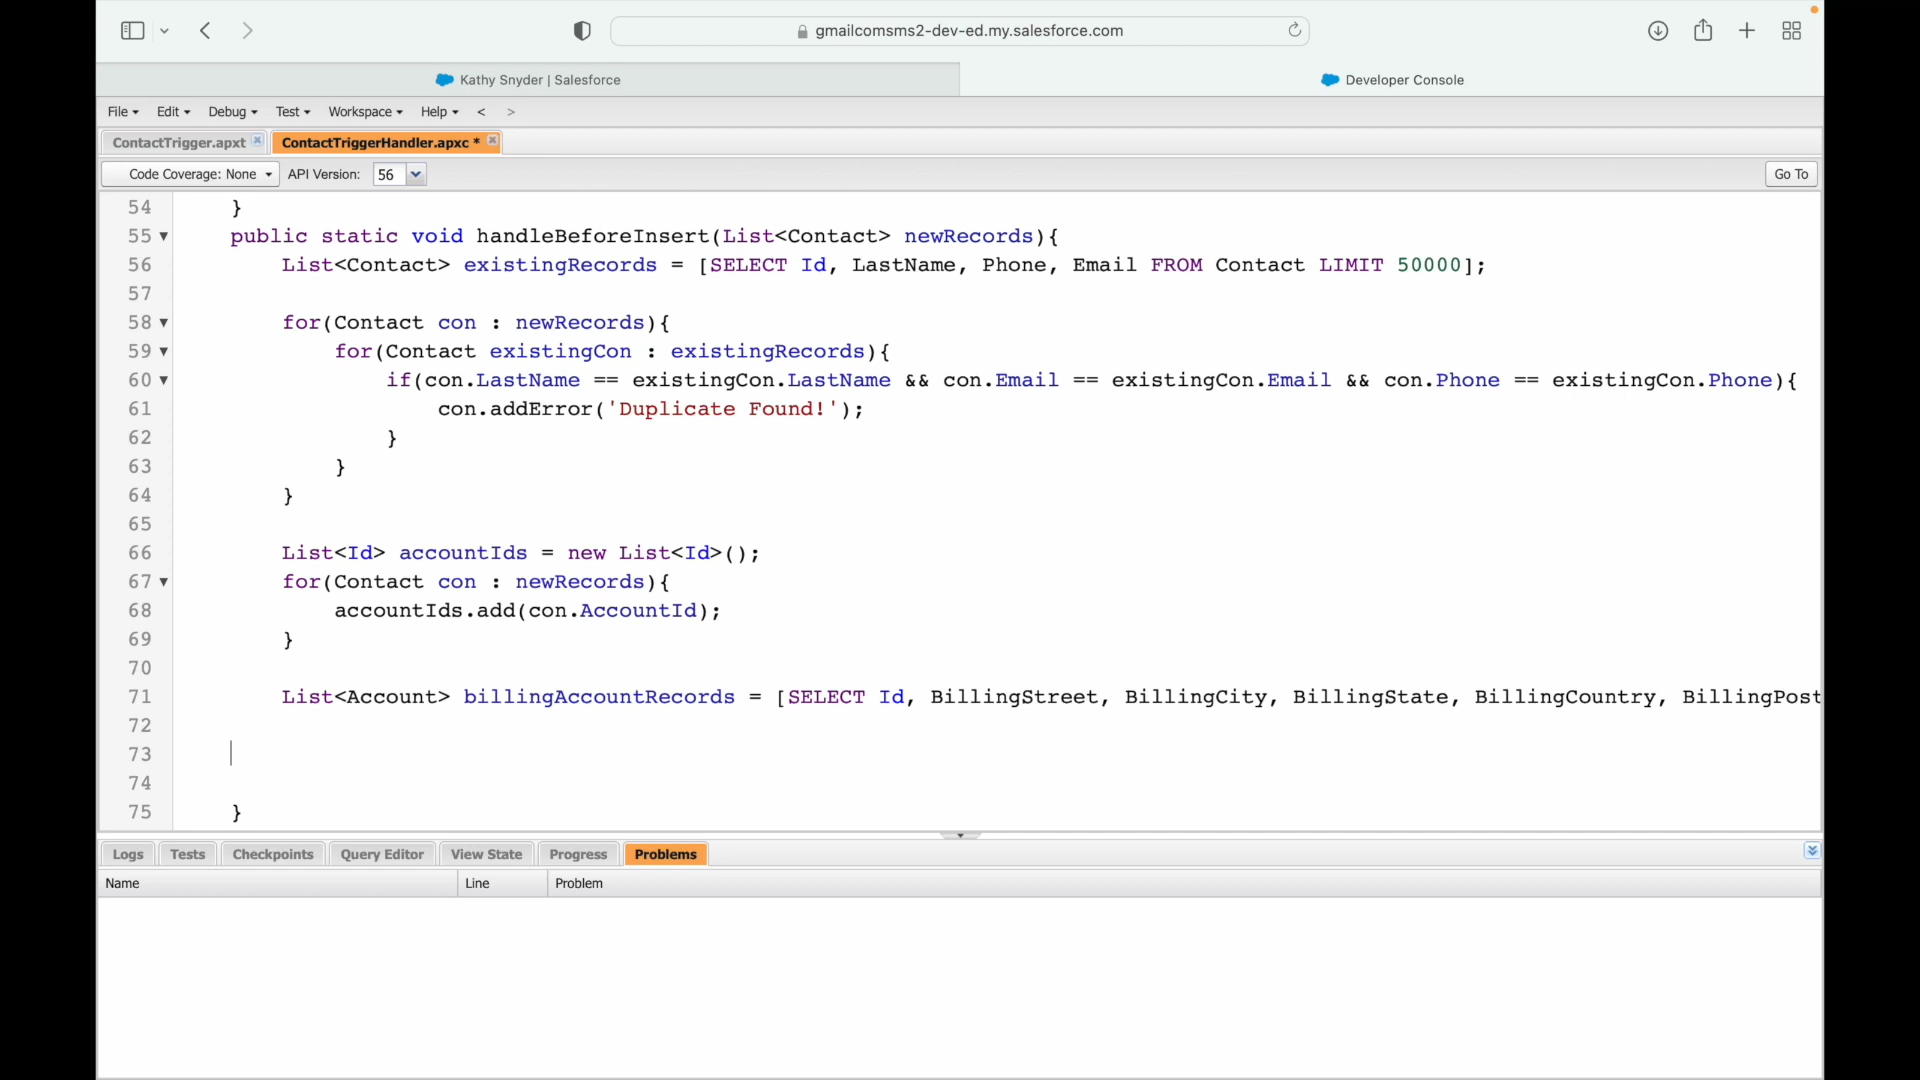 gmailcomsms2-dev-ed.my.salesforce.com
Kathy Snyder | Salesforce
Developer Console
File Edit Debug Test Workspace Help < >
ContactTrigger.apxt ContactTriggerHandler.apxc *
Code Coverage: None API Version: 56 Go To
54 }
55 public static void handleBeforeInsert(List<Contact> newRecords){
56 List<Contact> existingRecords = [SELECT Id, LastName, Phone, Email FROM Contact LIMIT 50000];
57
58 for(Contact con : newRecords){
59 for(Contact existingCon : existingRecords){
60 if(con.LastName == existingCon.LastName && con.Email == existingCon.Email && con.Phone == existingCon.Phone){
61 con.addError('Duplicate Found!');
62 }
63 }
64 }
65
66 List<Id> accountIds = new List<Id>();
67 for(Contact con : newRecords){
68 accountIds.add(con.AccountId);
69 }
70
71 List<Account> billingAccountRecords = [SELECT Id, BillingStreet, BillingCity, BillingState, BillingCountry, BillingPost
72
73
74
75 }
Logs Tests Checkpoints Query Editor View State Progress Problems
Name Line Problem